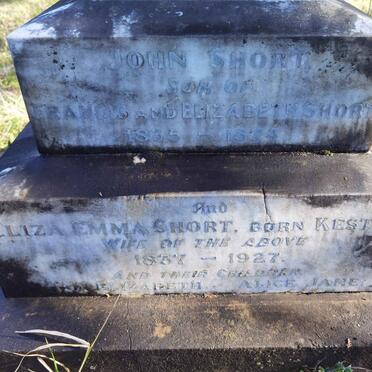 JOHN SHORT
SON OF
FRANCIS AND ELIZABETH SHORT
And
ELIZA EMMA SHORT, BORN KEST
WIFE OF THE ABOVE
1857 – 1927.
AND THEIR CHILDREN
ELIZABETH ALICE JANE